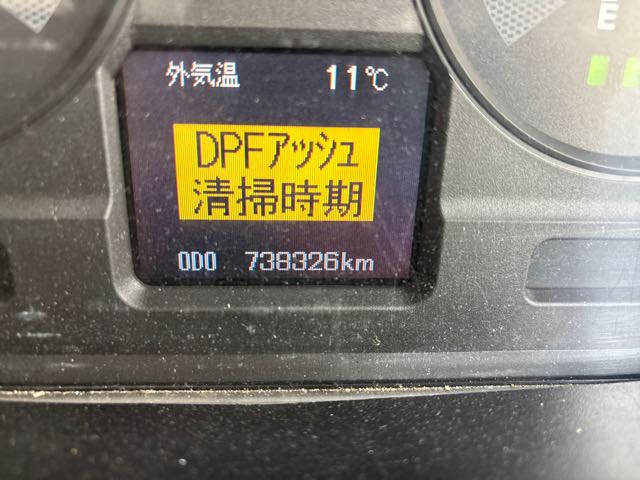 外気温 11℃
DPFアッシュ
清掃時期
ODO 738326km
E